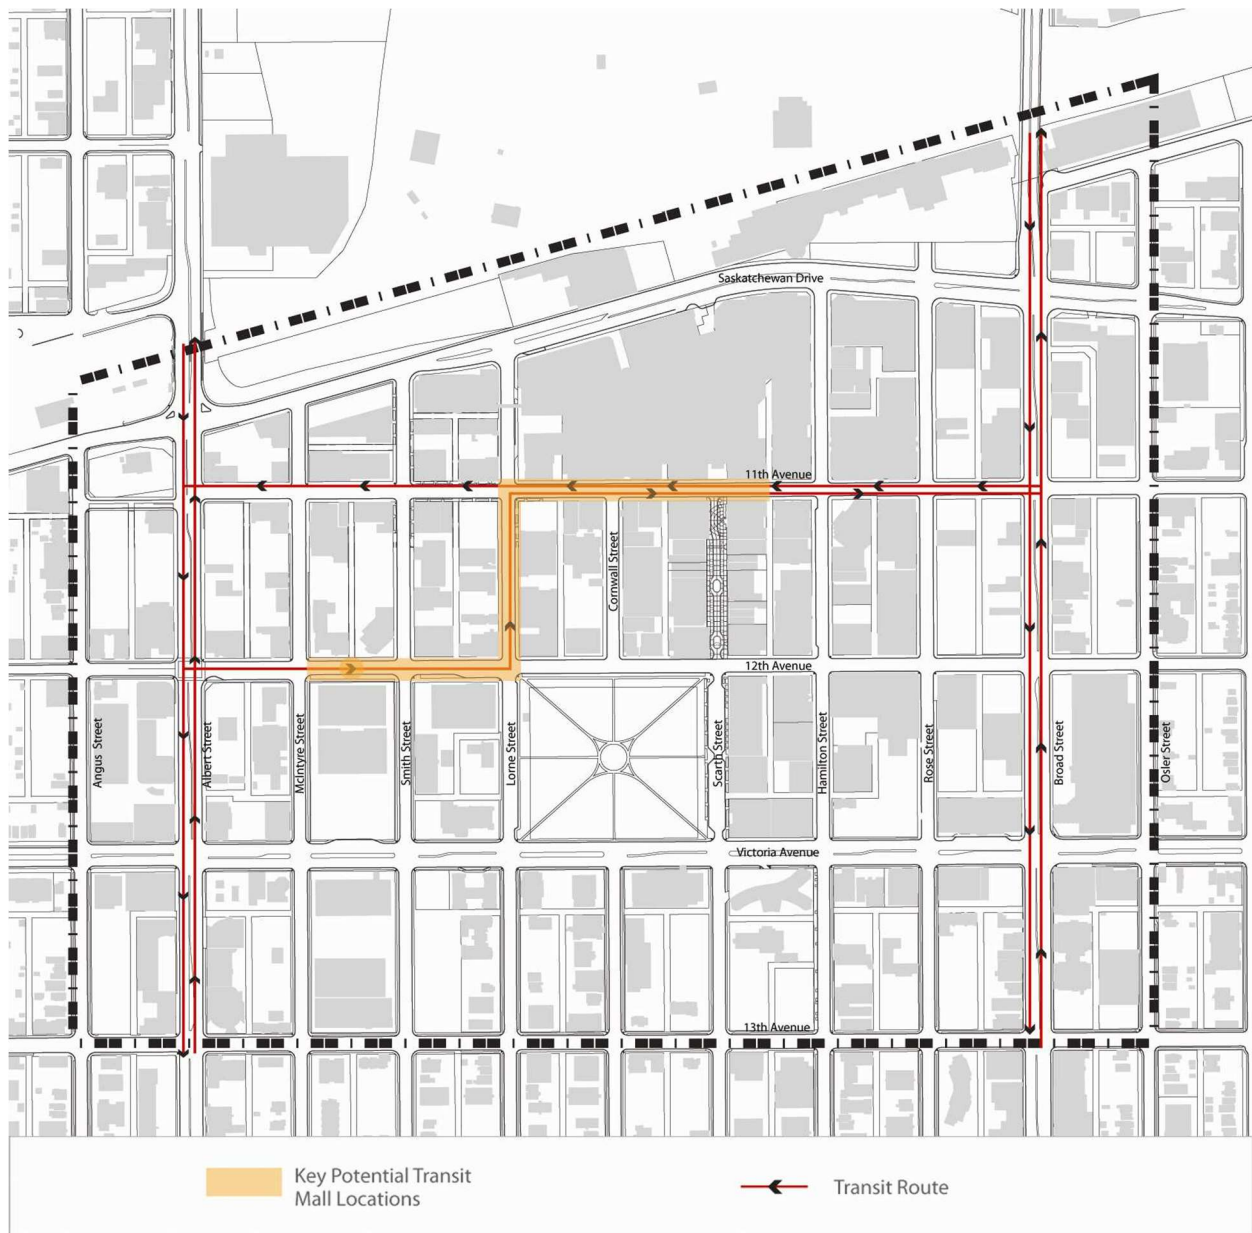 Saskatchewan Drive
11th Avenue
Cornwall Street
12th Avenue
Angus Street
Albert Street
McIntyre Street
Smith Street
Lorne Street
Scarth Street
Hamilton Street
Rose Street
Broad Street
Osler Street
Victoria Avenue
13th Avenue
Key Potential Transit
Mall Locations
Transit Route